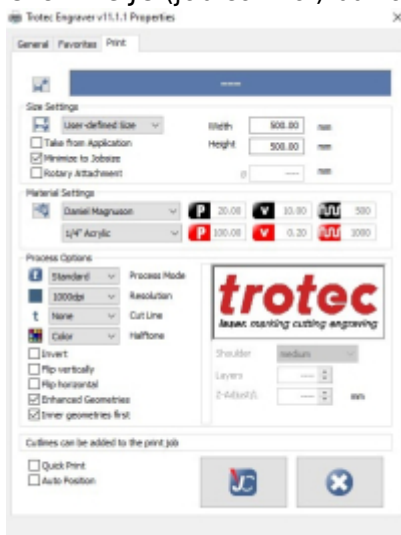 Trotec Engraver v11.1.1 Properties
General Favorites Print
---
Size Settings
User-defined Size Width 500.00 mm
Take from Application Height 500.00 mm
Minimize to Jobsize
Rotary Attachment ø --- mm
Material Settings
Daniel Magnuson P 20.00 V 10.00 500
1/4" Acrylic P 100.00 V 0.20 1000
Process Options
Standard Process Mode
1000dpi Resolution
t None Cut Line
Color Halftone
trotec
laser. marking cutting engraving
Invert Shoulder medium
Flip vertically Layers ---
Flip horizontal Z-Adjust/L --- mm
Enhanced Geometries
Inner geometries first
Cutlines can be added to the print job
Quick Print
Auto Position
JC